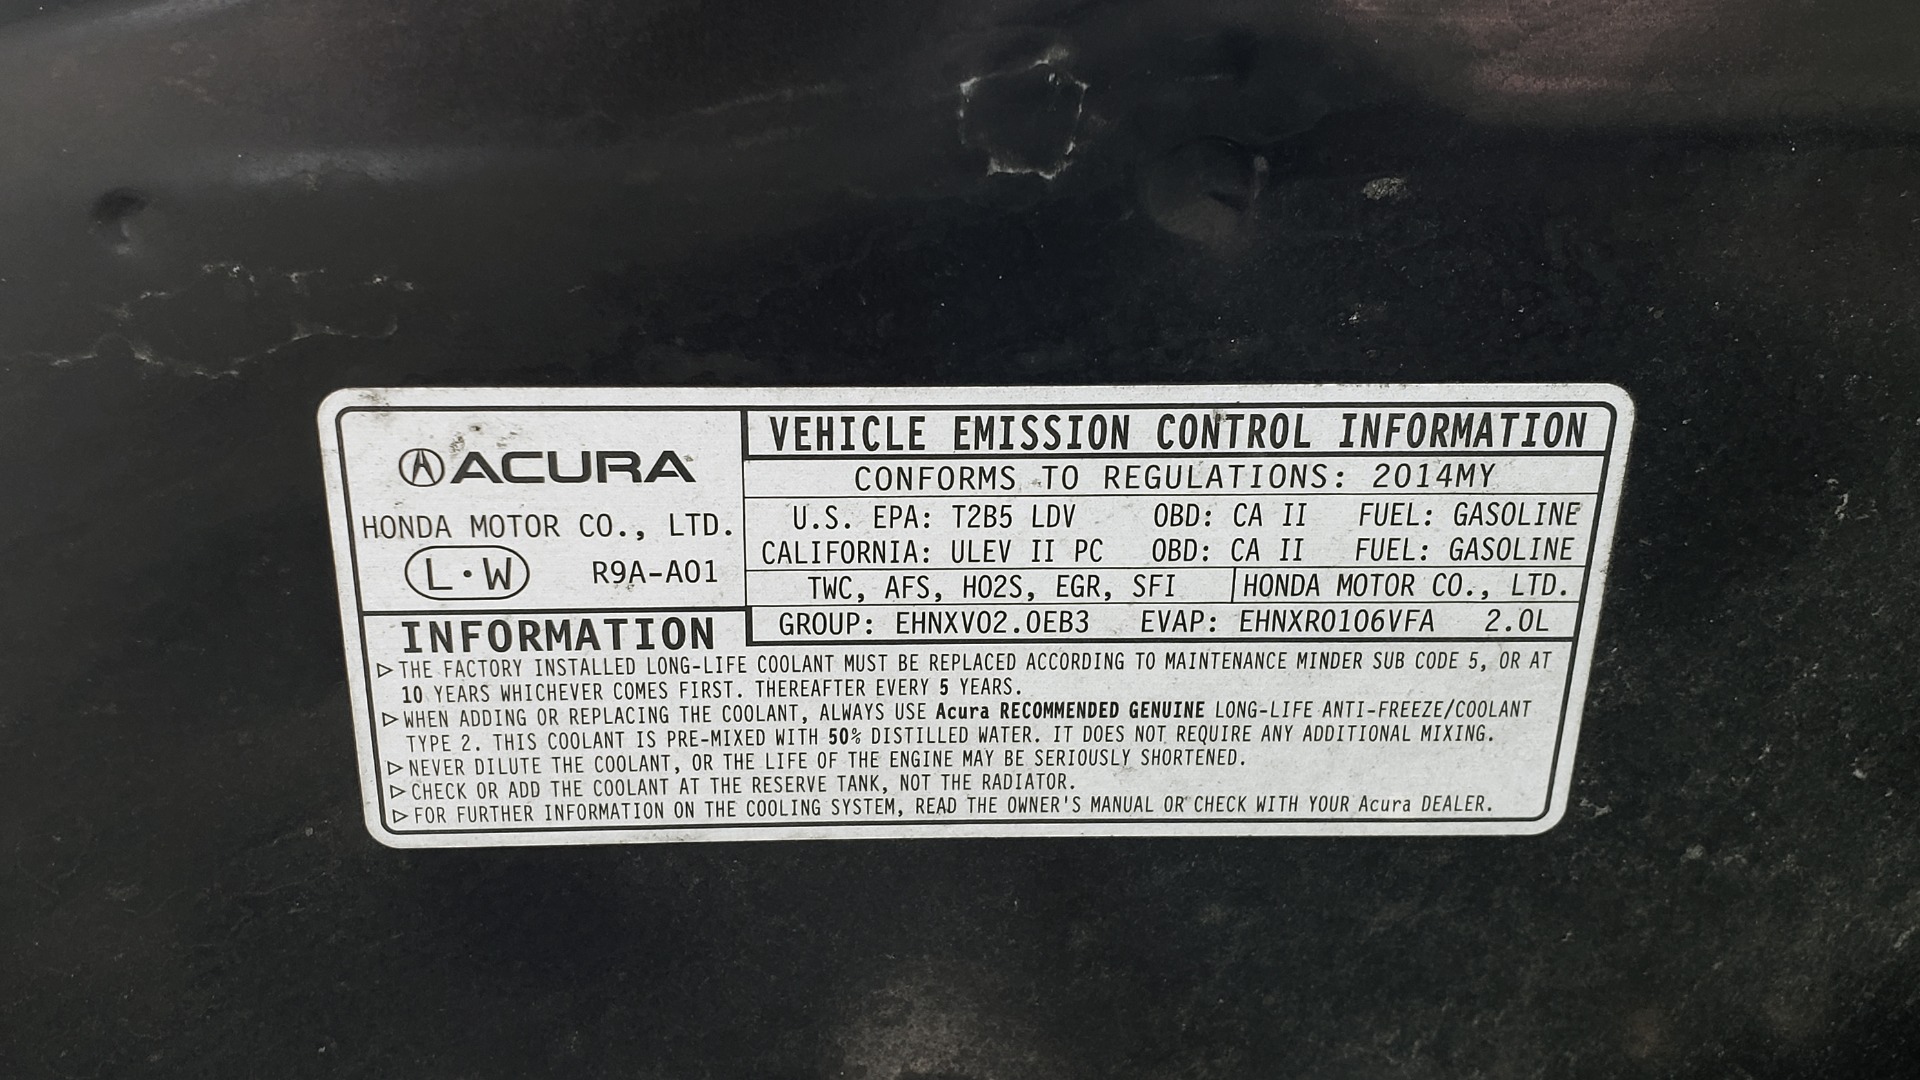 ACURA
HONDA MOTOR CO., LTD.
L·W R9A-A01
VEHICLE EMISSION CONTROL INFORMATION
CONFORMS TO REGULATIONS: 2014MY
U.S. EPA: T2B5 LDV OBD: CA II FUEL: GASOLINE
CALIFORNIA: ULEV II PC OBD: CA II FUEL: GASOLINE
TWC, AFS, HO2S, EGR, SFI HONDA MOTOR CO., LTD.
GROUP: EHNXV02.0EB3 EVAP: EHNXR0106VFA 2.0L
INFORMATION
▷THE FACTORY INSTALLED LONG-LIFE COOLANT MUST BE REPLACED ACCORDING TO MAINTENANCE MINDER SUB CODE 5, OR AT
10 YEARS WHICHEVER COMES FIRST. THEREAFTER EVERY 5 YEARS.
▷WHEN ADDING OR REPLACING THE COOLANT, ALWAYS USE Acura RECOMMENDED GENUINE LONG-LIFE ANTI-FREEZE/COOLANT
TYPE 2. THIS COOLANT IS PRE-MIXED WITH 50% DISTILLED WATER. IT DOES NOT REQUIRE ANY ADDITIONAL MIXING.
▷NEVER DILUTE THE COOLANT, OR THE LIFE OF THE ENGINE MAY BE SERIOUSLY SHORTENED.
▷CHECK OR ADD THE COOLANT AT THE RESERVE TANK, NOT THE RADIATOR.
▷FOR FURTHER INFORMATION ON THE COOLING SYSTEM, READ THE OWNER'S MANUAL OR CHECK WITH YOUR Acura DEALER.